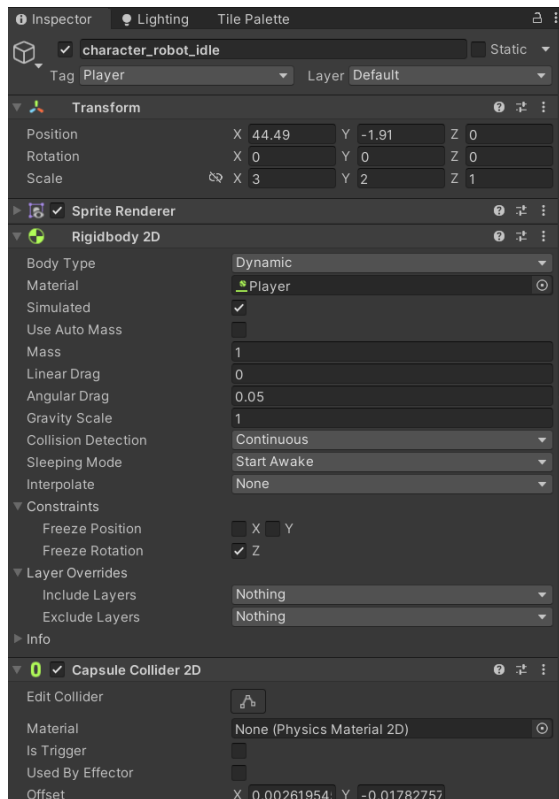 Inspector Lighting Tile Palette
character_robot_idle Static
Tag Player Layer Default
Transform
Position X 44.49 Y -1.91 Z 0
Rotation X 0 Y 0 Z 0
Scale X 3 Y 2 Z 1
Sprite Renderer
Rigidbody 2D
Body Type Dynamic
Material Player
Simulated
Use Auto Mass
Mass 1
Linear Drag 0
Angular Drag 0.05
Gravity Scale 1
Collision Detection Continuous
Sleeping Mode Start Awake
Interpolate None
Constraints
Freeze Position X Y
Freeze Rotation Z
Layer Overrides
Include Layers Nothing
Exclude Layers Nothing
Info
Capsule Collider 2D
Edit Collider
Material None (Physics Material 2D)
Is Trigger
Used By Effector
Offset X 0.00261954 Y -0.01782757